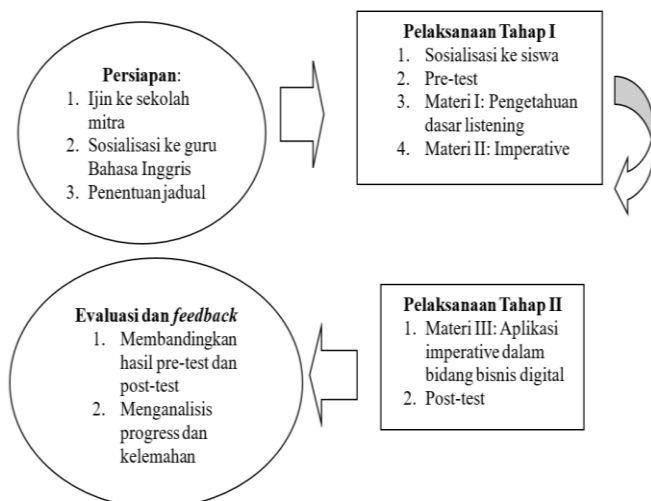 Persiapan:
1. Ijin ke sekolah
mitra
2. Sosialisasi ke guru
Bahasa Inggris
3. Penentuan jadual
Pelaksanaan Tahap I
1. Sosialisasi ke siswa
2. Pre-test
3. Materi I: Pengetahuan
dasar listening
4. Materi II: Imperative
Pelaksanaan Tahap II
1. Materi III: Aplikasi
imperative dalam
bidang bisnis digital
2. Post-test
Evaluasi dan feedback
1. Membandingkan
hasil pre-test dan
post-test
2. Menganalisis
progress dan
kelemahan